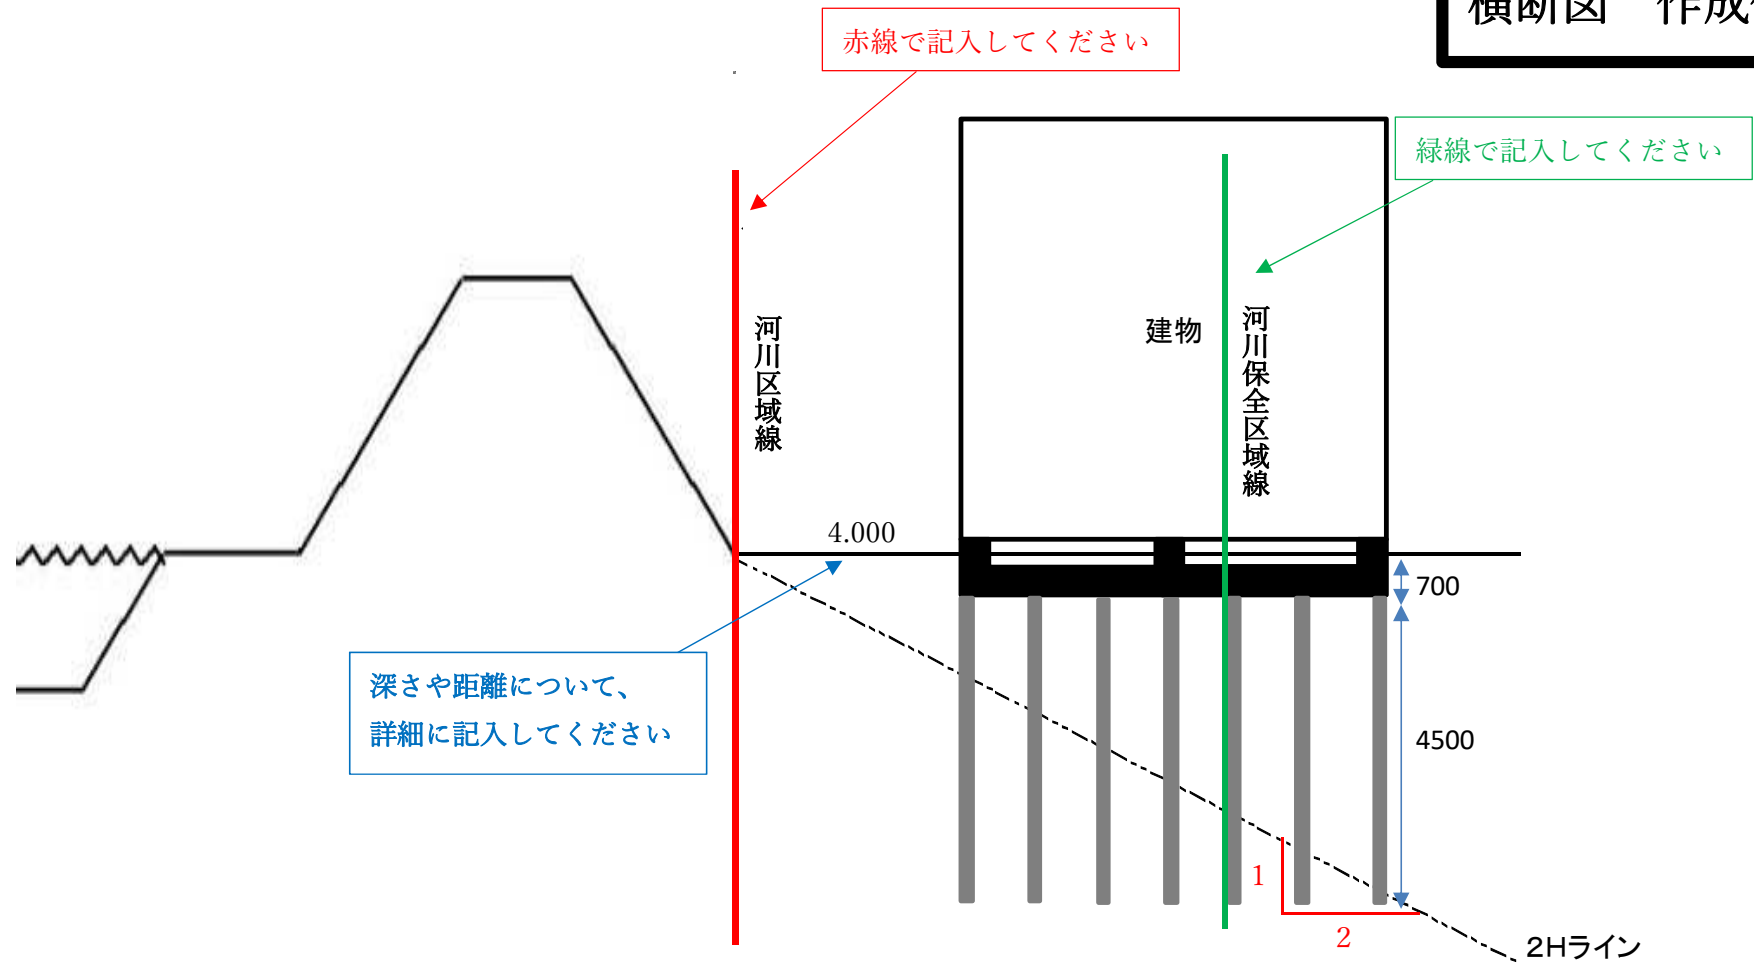 横断図 作成
赤線で記入してください
緑線で記入してください
河川区域線
建物
河川保全区域線
4.000
700
深さや距離について、
詳細に記入してください
4500
1
2
2Hライン